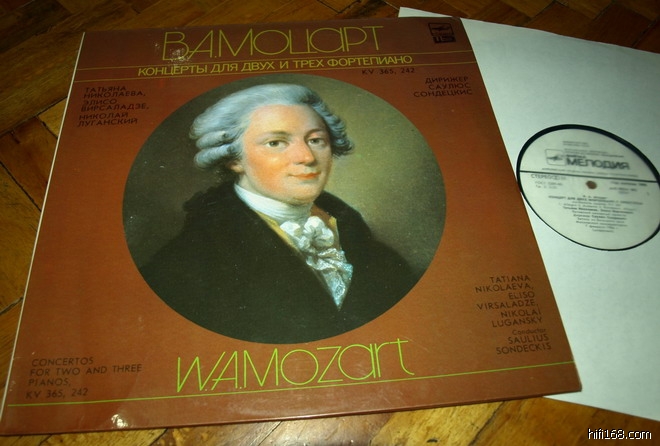 В.А.МОЦАРТ
КОНЦЕРТЫ ДЛЯ ДВУХ И ТРЕХ ФОРТЕПИАНО
KV 365, 242
ТАТЬЯНА
НИКОЛАЕВА,
ЭЛИСО
ВИРСАЛАДЗЕ,
НИКОЛАЙ
ЛУГАНСКИЙ
ДИРИЖЕР
САУЛЮС
СОНДЕЦКИС
МЕЛОДИЯ
СТЕРЕО
TATIANA
NIKOLAEVA,
ELISO
VIRSALADZE,
NIKOLAI
LUGANSKY
Conductor
SAULIUS
SONDECKIS
CONCERTOS
FOR TWO AND THREE
PIANOS,
KV 365, 242
W.A.MOZart
hifi168.com